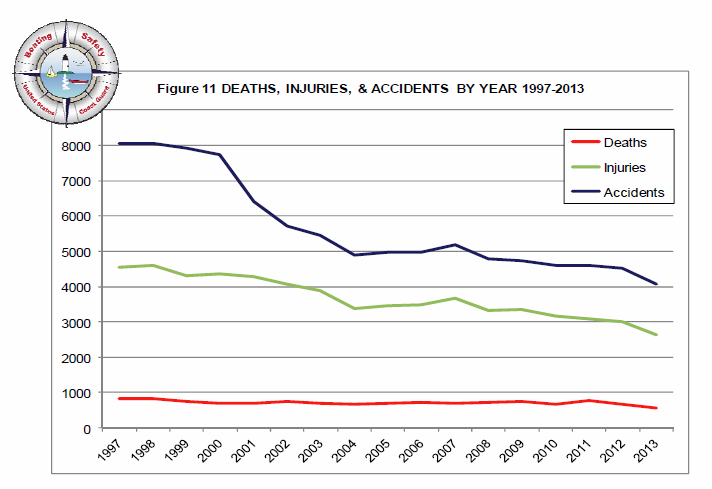 Boating Safety
United States Coast Guard
Figure 11 DEATHS, INJURIES, & ACCIDENTS BY YEAR 1997-2013
8000
7000
6000
5000
4000
3000
2000
1000
0
Deaths
Injuries
Accidents
1997 1998 1999 2000 2001 2002 2003 2004 2005 2006 2007 2008 2009 2010 2011 2012 2013